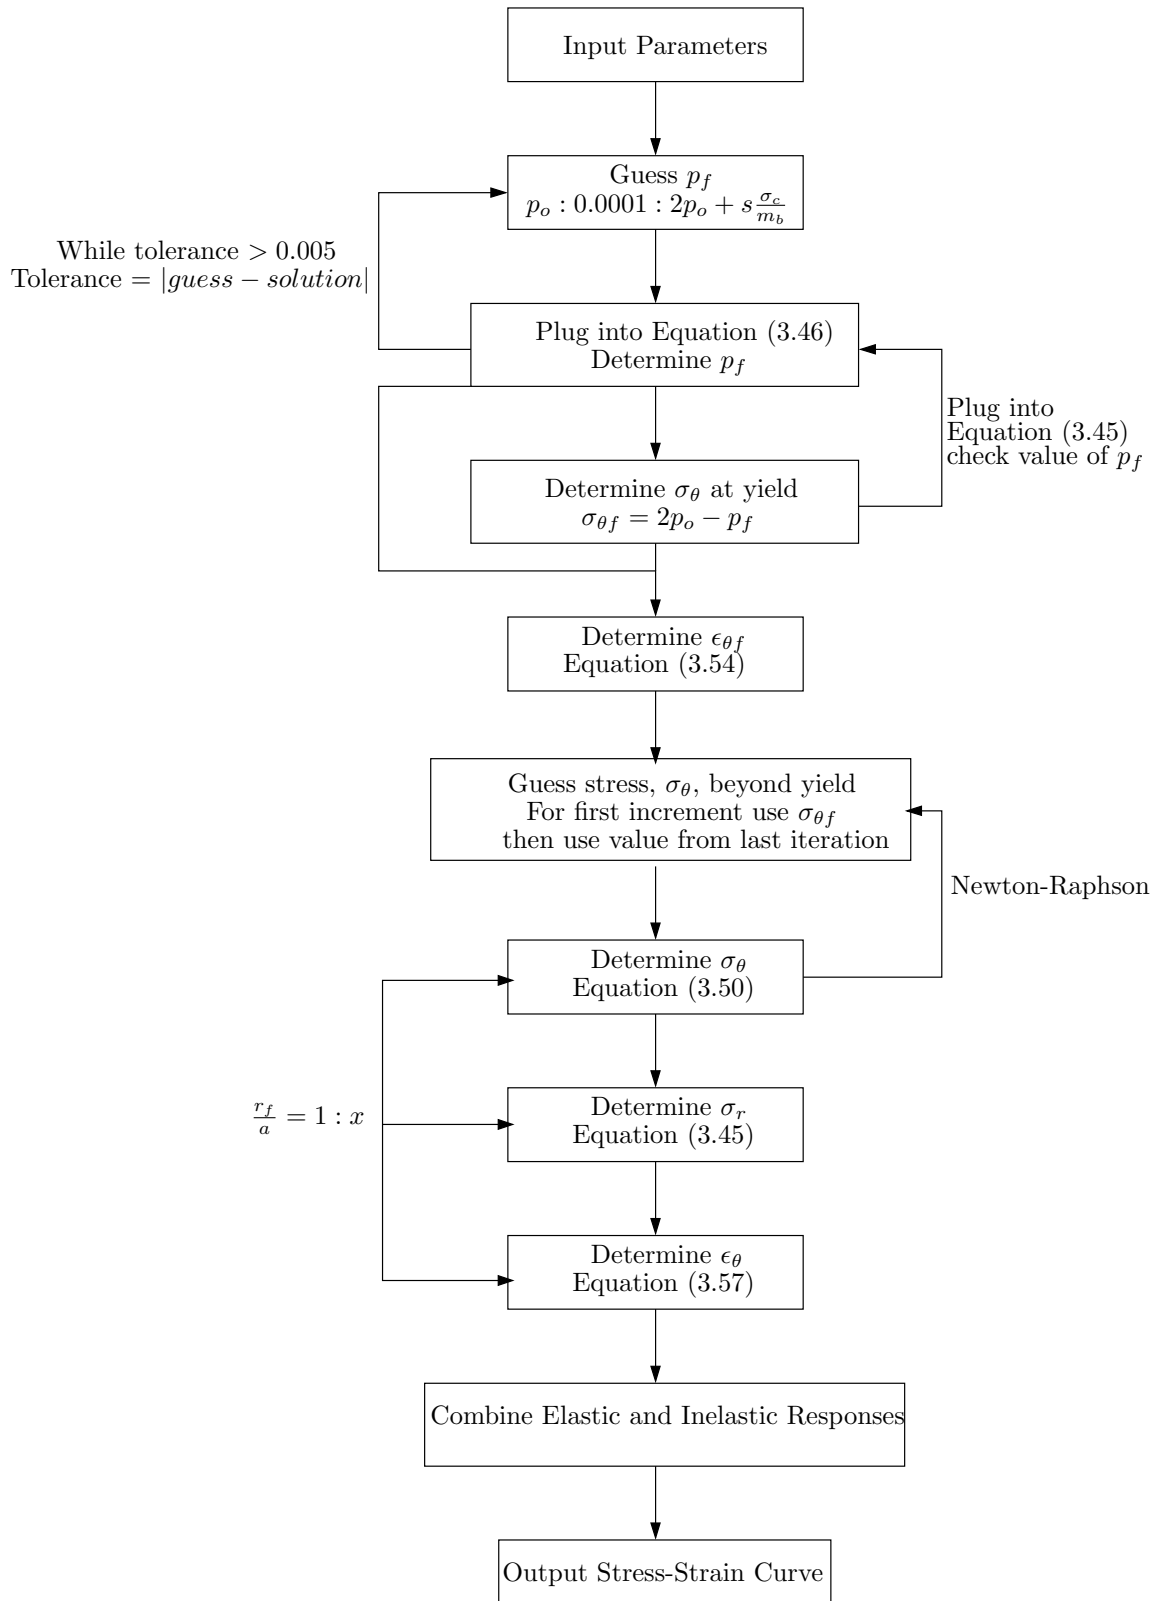 Input Parameters
Guess p_f
p_o : 0.0001 : 2p_o + s σ_c/m_b
While tolerance > 0.005
Tolerance = |guess − solution|
Plug into Equation (3.46)
Determine p_f
Plug into
Equation (3.45)
check value of p_f
Determine σ_θ at yield
σ_θf = 2p_o − p_f
Determine ϵ_θf
Equation (3.54)
Guess stress, σ_θ, beyond yield
For first increment use σ_θf
then use value from last iteration
Newton-Raphson
Determine σ_θ
Equation (3.50)
r_f/a = 1 : x
Determine σ_r
Equation (3.45)
Determine ϵ_θ
Equation (3.57)
Combine Elastic and Inelastic Responses
Output Stress-Strain Curve